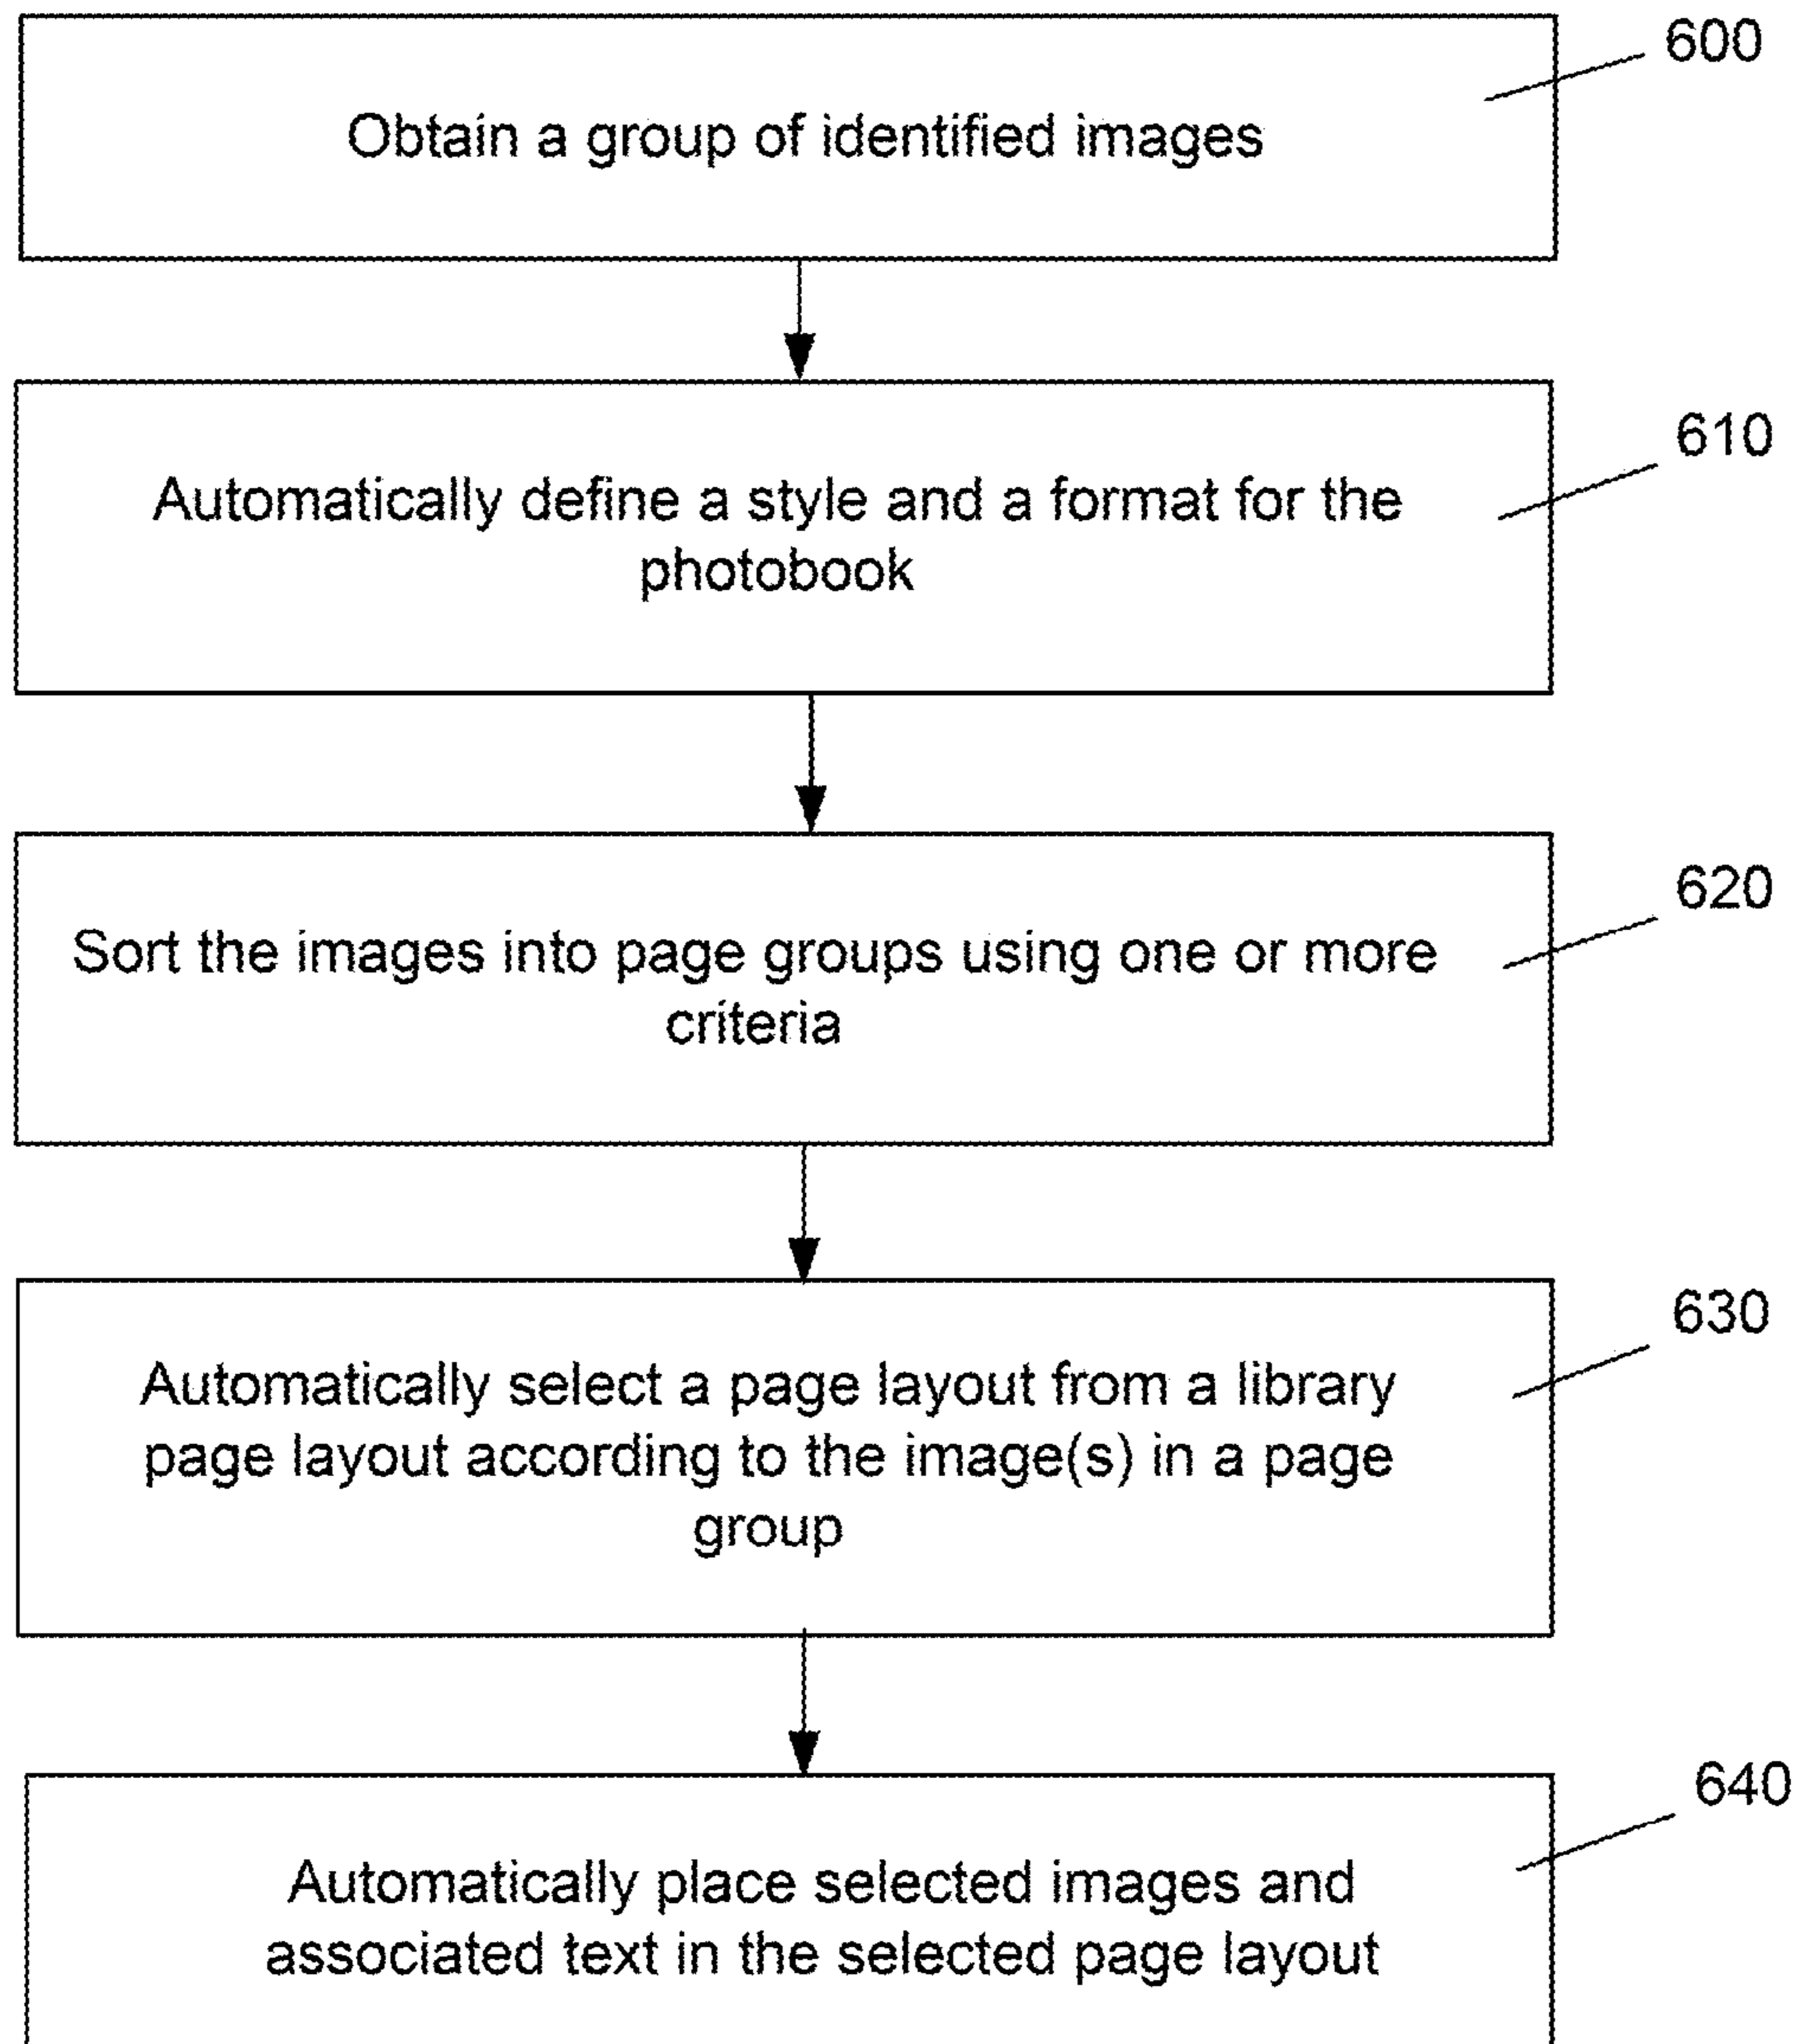 600
Obtain a group of identified images
610
Automatically define a style and a format for the
photobook
620
Sort the images into page groups using one or more
criteria
630
Automatically select a page layout from a library
page layout according to the image(s) in a page
group
640
Automatically place selected images and
associated text in the selected page layout